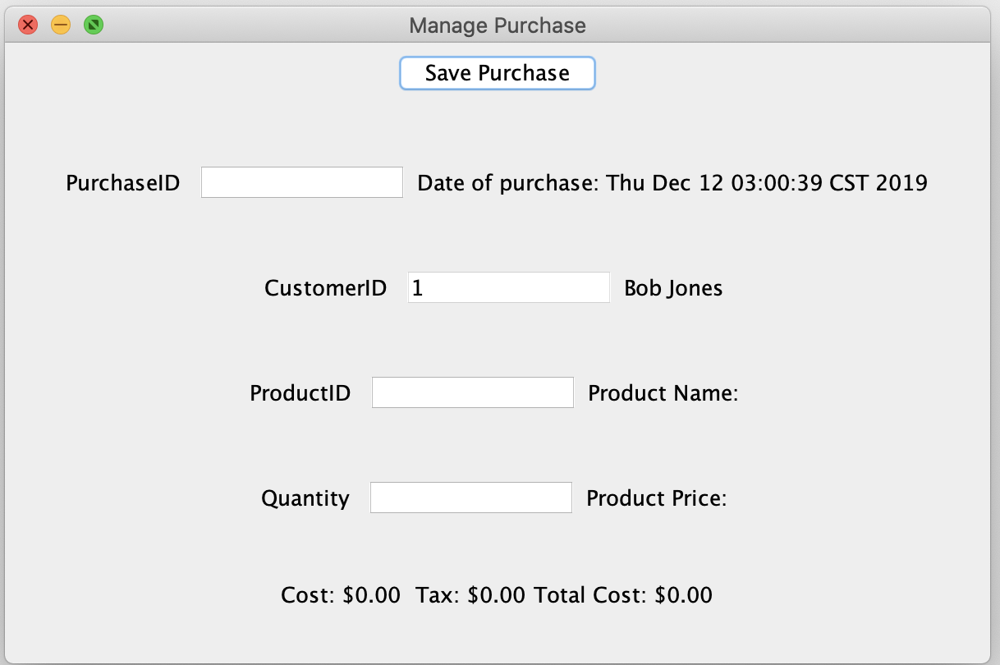 Manage Purchase
Save Purchase
PurchaseID Date of purchase: Thu Dec 12 03:00:39 CST 2019
CustomerID 1 Bob Jones
ProductID Product Name:
Quantity Product Price:
Cost: $0.00 Tax: $0.00 Total Cost: $0.00